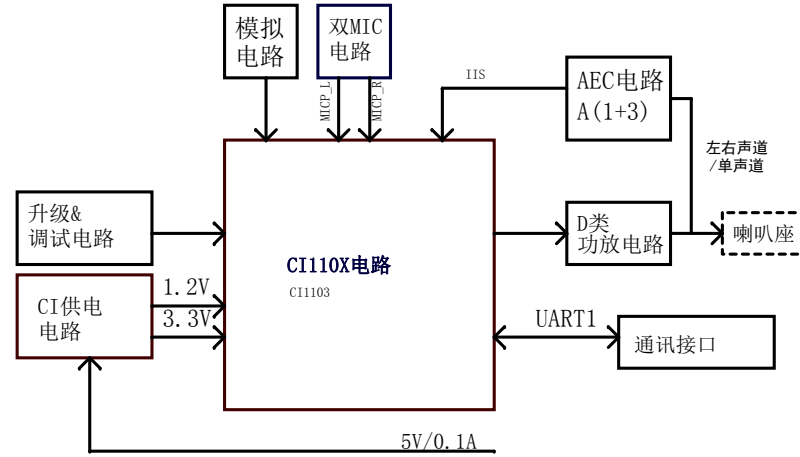 模拟
电路
双MIC
电路
MICP_L
MICP_R
IIS
AEC电路
A(1+3)
左右声道
/单声道
升级&
调试电路
D类
功放电路
喇叭座
CI110X电路
CI1103
CI供电
电路
1.2V
3.3V
UART1
通讯接口
5V/0.1A